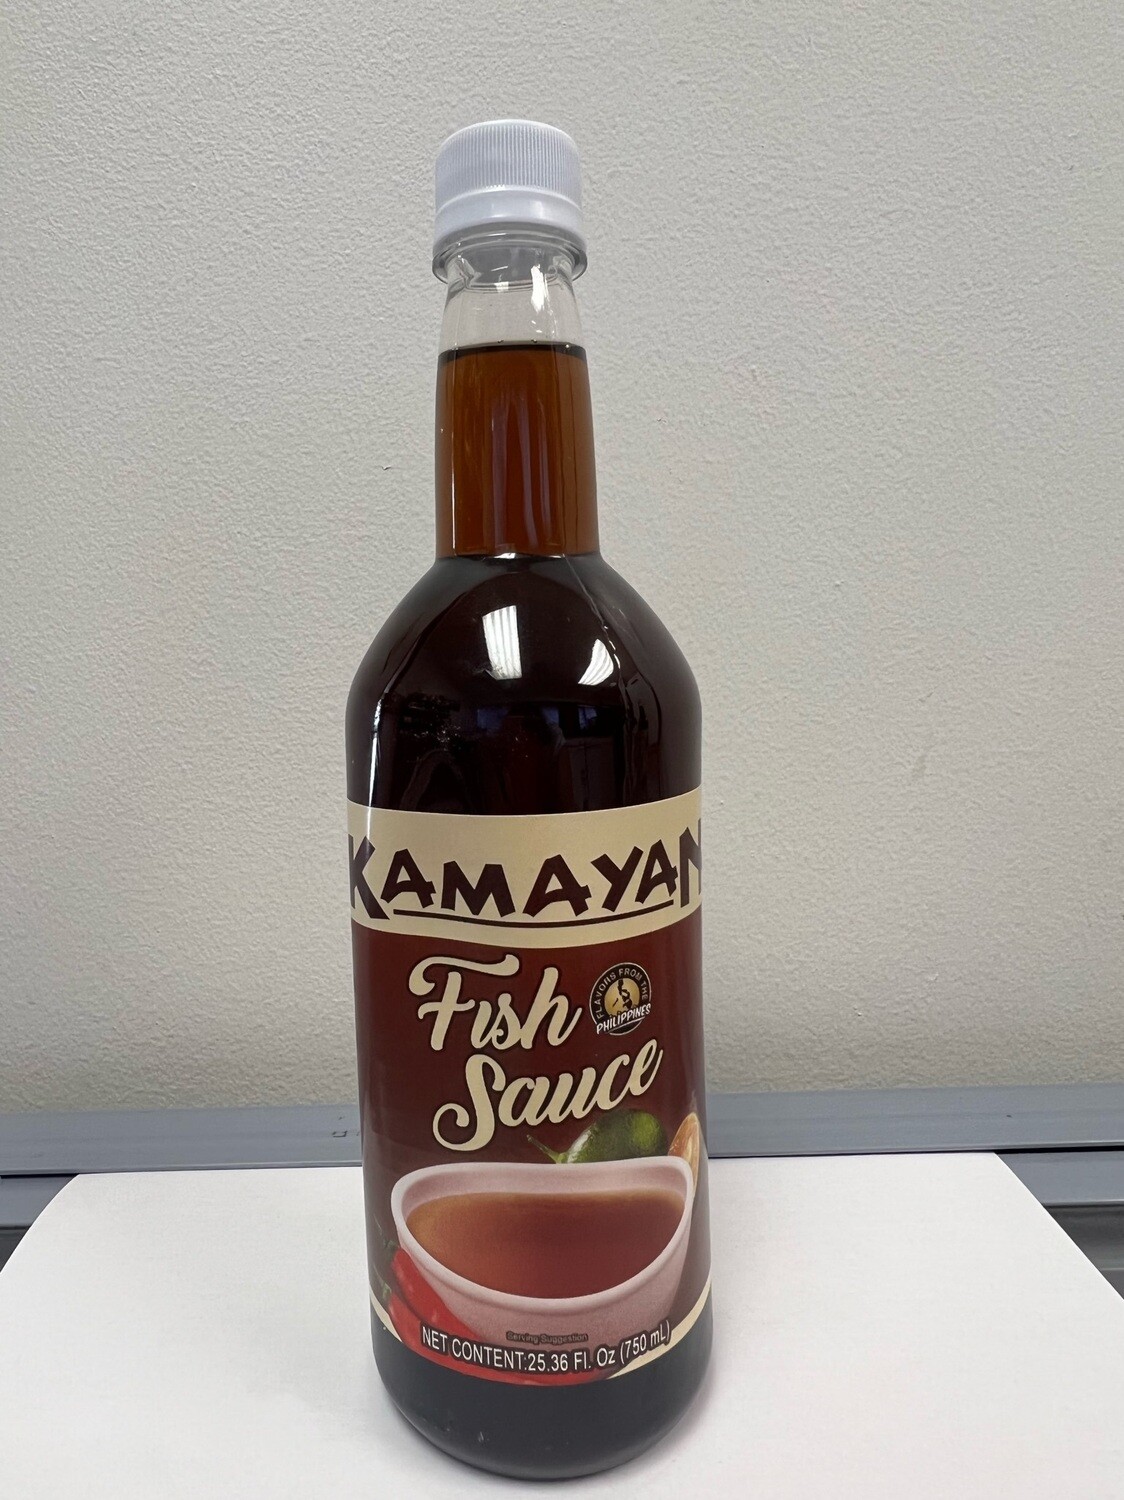 KAMAYAN
Fish
FLAVORS FROM THE
PHILIPPINES
Sauce
Serving Suggestion
NET CONTENT:25.36 Fl. Oz (750 mL)